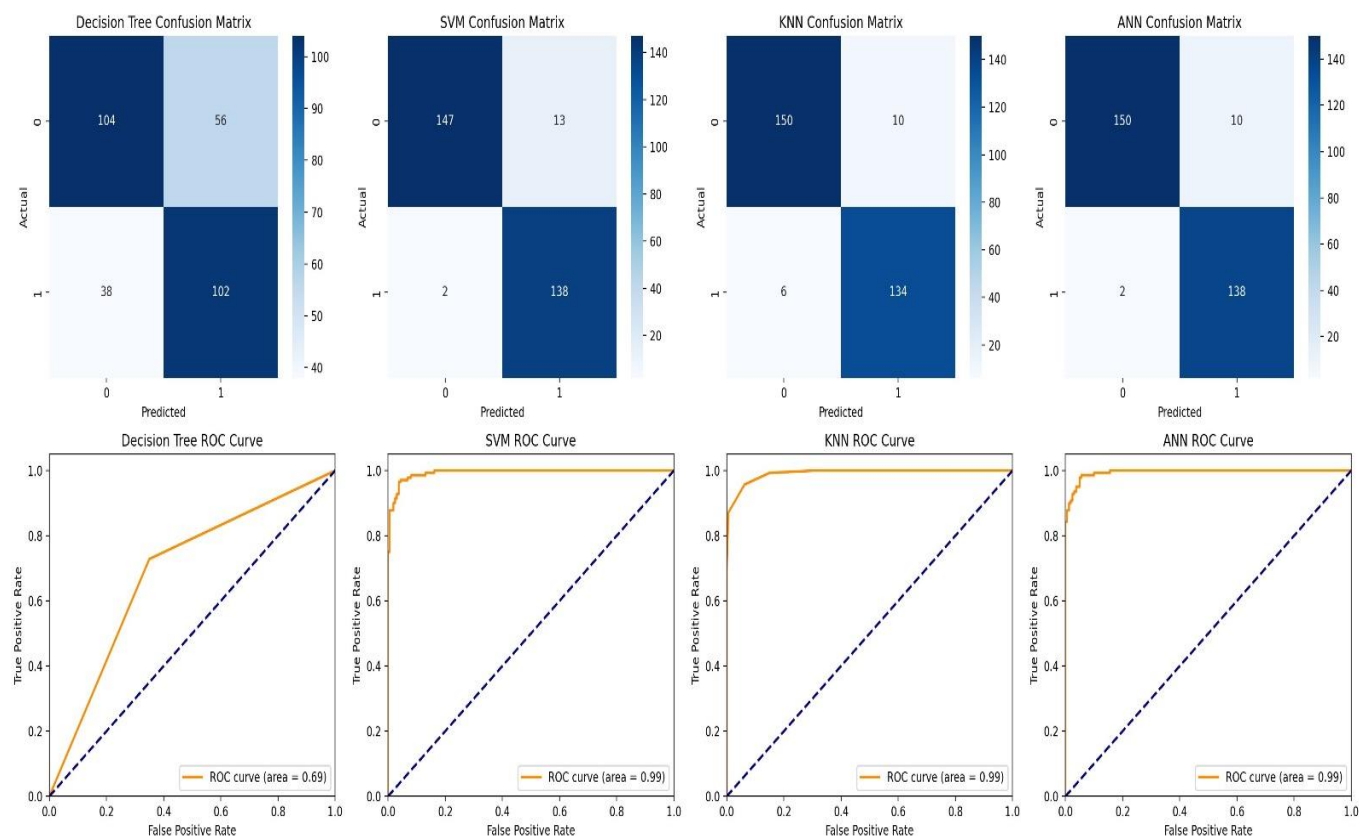 Decision Tree Confusion Matrix
0
1
Actual
104
56
38
102
0
1
Predicted
100
90
80
70
60
50
40
SVM Confusion Matrix
0
1
Actual
147
13
2
138
0
1
Predicted
140
120
100
80
60
40
20
KNN Confusion Matrix
0
1
Actual
150
10
6
134
0
1
Predicted
140
120
100
80
60
40
20
ANN Confusion Matrix
0
1
Actual
150
10
2
138
0
1
Predicted
140
120
100
80
60
40
20
Decision Tree ROC Curve
True Positive Rate
1.0
0.8
0.6
0.4
0.2
0.0
ROC curve (area = 0.69)
0.0 0.2 0.4 0.6 0.8 1.0
False Positive Rate
SVM ROC Curve
True Positive Rate
1.0
0.8
0.6
0.4
0.2
0.0
ROC curve (area = 0.99)
0.0 0.2 0.4 0.6 0.8 1.0
False Positive Rate
KNN ROC Curve
True Positive Rate
1.0
0.8
0.6
0.4
0.2
0.0
ROC curve (area = 0.99)
0.0 0.2 0.4 0.6 0.8 1.0
False Positive Rate
ANN ROC Curve
True Positive Rate
1.0
0.8
0.6
0.4
0.2
0.0
ROC curve (area = 0.99)
0.0 0.2 0.4 0.6 0.8 1.0
False Positive Rate